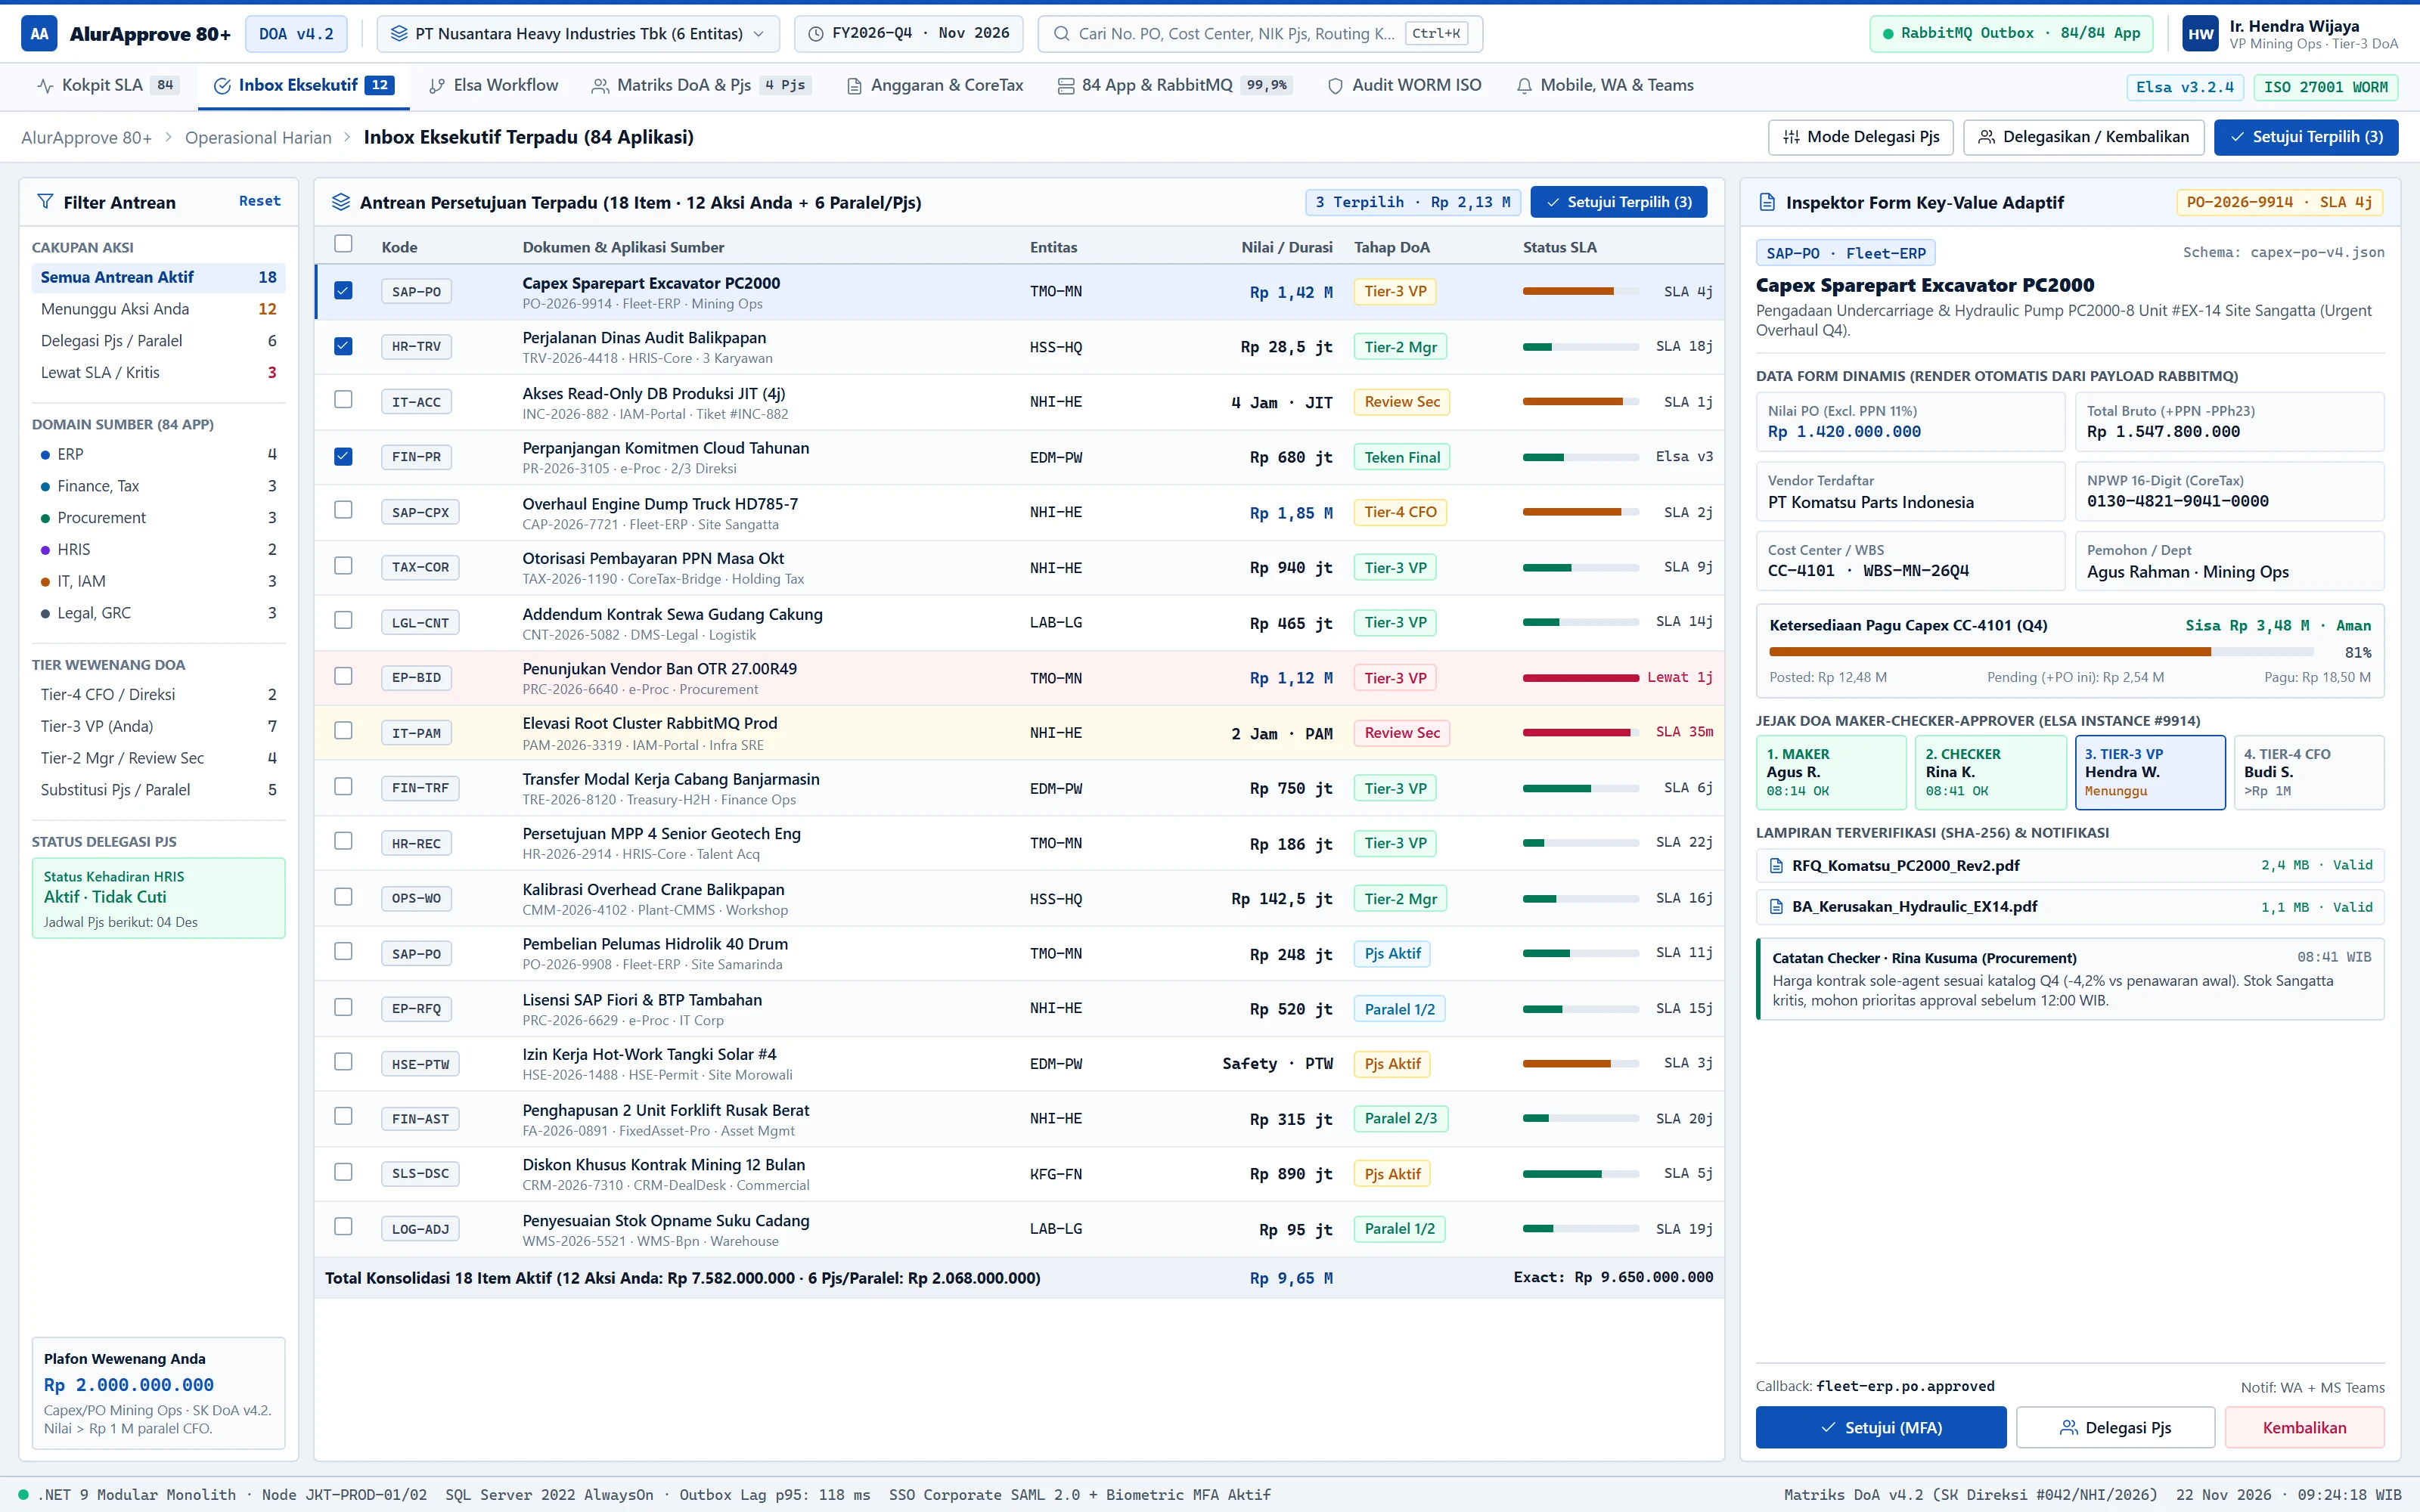 AA AlurApprove 80+ DOA v4.2 PT Nusantara Heavy Industries Tbk (6 Entitas) FY2026-Q4 · Nov 2026 Cari No. PO, Cost Center, NIK Pjs, Routing K... Ctrl+K RabbitMQ Outbox · 84/84 App HW Ir. Hendra Wijaya
VP Mining Ops · Tier-3 DoA
Kokpit SLA 84 Inbox Eksekutif 12 Elsa Workflow Matriks DoA & Pjs 4 Pjs Anggaran & CoreTax 84 App & RabbitMQ 99,9% Audit WORM ISO Mobile, WA & Teams Elsa v3.2.4 ISO 27001 WORM
AlurApprove 80+ > Operasional Harian > Inbox Eksekutif Terpadu (84 Aplikasi) Mode Delegasi Pjs Delegasikan / Kembalikan Setujui Terpilih (3)
Filter Antrean Reset
CAKUPAN AKSI
Semua Antrean Aktif 18
Menunggu Aksi Anda 12
Delegasi Pjs / Paralel 6
Lewat SLA / Kritis 3
DOMAIN SUMBER (84 APP)
ERP 4
Finance, Tax 3
Procurement 3
HRIS 2
IT, IAM 3
Legal, GRC 3
TIER WEWENANG DOA
Tier-4 CFO / Direksi 2
Tier-3 VP (Anda) 7
Tier-2 Mgr / Review Sec 4
Substitusi Pjs / Paralel 5
STATUS DELEGASI PJS
Status Kehadiran HRIS
Aktif · Tidak Cuti
Jadwal Pjs berikut: 04 Des
Plafon Wewenang Anda
Rp 2.000.000.000
Capex/PO Mining Ops · SK DoA v4.2.
Nilai > Rp 1 M paralel CFO.
Antrean Persetujuan Terpadu (18 Item · 12 Aksi Anda + 6 Paralel/Pjs) 3 Terpilih · Rp 2,13 M Setujui Terpilih (3)
Kode Dokumen & Aplikasi Sumber Entitas Nilai / Durasi Tahap DoA Status SLA
SAP-PO Capex Sparepart Excavator PC2000 TMO-MN Rp 1,42 M Tier-3 VP SLA 4j
PO-2026-9914 · Fleet-ERP · Mining Ops
HR-TRV Perjalanan Dinas Audit Balikpapan HSS-HQ Rp 28,5 jt Tier-2 Mgr SLA 18j
TRV-2026-4418 · HRIS-Core · 3 Karyawan
IT-ACC Akses Read-Only DB Produksi JIT (4j) NHI-HE 4 Jam · JIT Review Sec SLA 1j
INC-2026-882 · IAM-Portal · Tiket #INC-882
FIN-PR Perpanjangan Komitmen Cloud Tahunan EDM-PW Rp 680 jt Teken Final Elsa v3
PR-2026-3105 · e-Proc · 2/3 Direksi
SAP-CPX Overhaul Engine Dump Truck HD785-7 NHI-HE Rp 1,85 M Tier-4 CFO SLA 2j
CAP-2026-7721 · Fleet-ERP · Site Sangatta
TAX-COR Otorisasi Pembayaran PPN Masa Okt NHI-HE Rp 940 jt Tier-3 VP SLA 9j
TAX-2026-1190 · CoreTax-Bridge · Holding Tax
LGL-CNT Addendum Kontrak Sewa Gudang Cakung LAB-LG Rp 465 jt Tier-3 VP SLA 14j
CNT-2026-5082 · DMS-Legal · Logistik
EP-BID Penunjukan Vendor Ban OTR 27.00R49 TMO-MN Rp 1,12 M Tier-3 VP Lewat 1j
PRC-2026-6640 · e-Proc · Procurement
IT-PAM Elevasi Root Cluster RabbitMQ Prod NHI-HE 2 Jam · PAM Review Sec SLA 35m
PAM-2026-3319 · IAM-Portal · Infra SRE
FIN-TRF Transfer Modal Kerja Cabang Banjarmasin EDM-PW Rp 750 jt Tier-3 VP SLA 6j
TRE-2026-8120 · Treasury-H2H · Finance Ops
HR-REC Persetujuan MPP 4 Senior Geotech Eng TMO-MN Rp 186 jt Tier-3 VP SLA 22j
HR-2026-2914 · HRIS-Core · Talent Acq
OPS-WO Kalibrasi Overhead Crane Balikpapan HSS-HQ Rp 142,5 jt Tier-2 Mgr SLA 16j
CMM-2026-4102 · Plant-CMMS · Workshop
SAP-PO Pembelian Pelumas Hidrolik 40 Drum TMO-MN Rp 248 jt Pjs Aktif SLA 11j
PO-2026-9908 · Fleet-ERP · Site Samarinda
EP-RFQ Lisensi SAP Fiori & BTP Tambahan NHI-HE Rp 520 jt Paralel 1/2 SLA 15j
PRC-2026-6629 · e-Proc · IT Corp
HSE-PTW Izin Kerja Hot-Work Tangki Solar #4 EDM-PW Safety · PTW Pjs Aktif SLA 3j
HSE-2026-1488 · HSE-Permit · Site Morowali
FIN-AST Penghapusan 2 Unit Forklift Rusak Berat NHI-HE Rp 315 jt Paralel 2/3 SLA 20j
FA-2026-0891 · FixedAsset-Pro · Asset Mgmt
SLS-DSC Diskon Khusus Kontrak Mining 12 Bulan KFG-FN Rp 890 jt Pjs Aktif SLA 5j
CRM-2026-7310 · CRM-DealDesk · Commercial
LOG-ADJ Penyesuaian Stok Opname Suku Cadang LAB-LG Rp 95 jt Paralel 1/2 SLA 19j
WMS-2026-5521 · WMS-Bpn · Warehouse
Total Konsolidasi 18 Item Aktif (12 Aksi Anda: Rp 7.582.000.000 · 6 Pjs/Paralel: Rp 2.068.000.000) Rp 9,65 M Exact: Rp 9.650.000.000
Inspektor Form Key-Value Adaptif PO-2026-9914 · SLA 4j
SAP-PO · Fleet-ERP Schema: capex-po-v4.json
Capex Sparepart Excavator PC2000
Pengadaan Undercarriage & Hydraulic Pump PC2000-8 Unit #EX-14 Site Sangatta (Urgent
Overhaul Q4).
DATA FORM DINAMIS (RENDER OTOMATIS DARI PAYLOAD RABBITMQ)
Nilai PO (Excl. PPN 11%) Total Bruto (+PPN -PPh23)
Rp 1.420.000.000 Rp 1.547.800.000
Vendor Terdaftar NPWP 16-Digit (CoreTax)
PT Komatsu Parts Indonesia 0130-4821-9041-0000
Cost Center / WBS Pemohon / Dept
CC-4101 · WBS-MN-26Q4 Agus Rahman · Mining Ops
Ketersediaan Pagu Capex CC-4101 (Q4) Sisa Rp 3,48 M · Aman
81%
Posted: Rp 12,48 M Pending (+PO ini): Rp 2,54 M Pagu: Rp 18,50 M
JEJAK DOA MAKER-CHECKER-APPROVER (ELSA INSTANCE #9914)
1. MAKER 2. CHECKER 3. TIER-3 VP 4. TIER-4 CFO
Agus R. Rina K. Hendra W. Budi S.
08:14 OK 08:41 OK Menunggu >Rp 1M
LAMPIRAN TERVERIFIKASI (SHA-256) & NOTIFIKASI
RFQ_Komatsu_PC2000_Rev2.pdf 2,4 MB · Valid
BA_Kerusakan_Hydraulic_EX14.pdf 1,1 MB · Valid
Catatan Checker · Rina Kusuma (Procurement) 08:41 WIB
Harga kontrak sole-agent sesuai katalog Q4 (-4,2% vs penawaran awal). Stok Sangatta
kritis, mohon prioritas approval sebelum 12:00 WIB.
Callback: fleet-erp.po.approved Notif: WA + MS Teams
Setujui (MFA) Delegasi Pjs Kembalikan
.NET 9 Modular Monolith · Node JKT-PROD-01/02 SQL Server 2022 AlwaysOn · Outbox Lag p95: 118 ms SSO Corporate SAML 2.0 + Biometric MFA Aktif Matriks DoA v4.2 (SK Direksi #042/NHI/2026) 22 Nov 2026 · 09:24:18 WIB